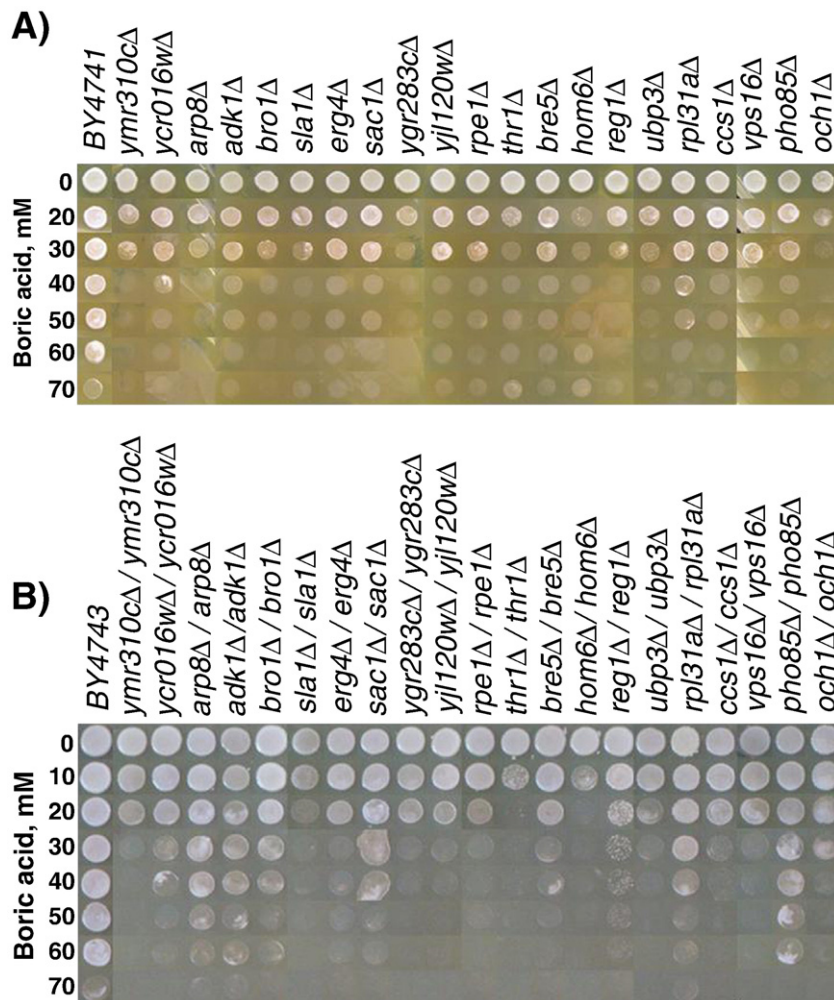 A)
BY4741
ymr310cΔ
ycr016wΔ
arp8Δ
adk1Δ
bro1Δ
sla1Δ
erg4Δ
sac1Δ
ygr283cΔ
yjl120wΔ
rpe1Δ
thr1Δ
bre5Δ
hom6Δ
reg1Δ
ubp3Δ
rpl31aΔ
ccs1Δ
vps16Δ
pho85Δ
och1Δ
Boric acid, mM
0
20
30
40
50
60
70
B)
BY4743
ymr310cΔ/ ymr310cΔ
ycr016wΔ/ ycr016wΔ
arp8Δ / arp8Δ
adk1Δ /adk1Δ
bro1Δ / bro1Δ
sla1Δ / sla1Δ
erg4Δ / erg4Δ
sac1Δ / sac1Δ
ygr283cΔ / ygr283cΔ
yjl120wΔ / yjl120wΔ
rpe1Δ / rpe1Δ
thr1Δ / thr1Δ
bre5Δ / bre5Δ
hom6Δ / hom6Δ
reg1Δ / reg1Δ
ubp3Δ / ubp3Δ
rpl31aΔ / rpl31aΔ
ccs1Δ / ccs1Δ
vps16Δ / vps16Δ
pho85Δ / pho85Δ
och1Δ / och1Δ
Boric acid, mM
0
10
20
30
40
50
60
70